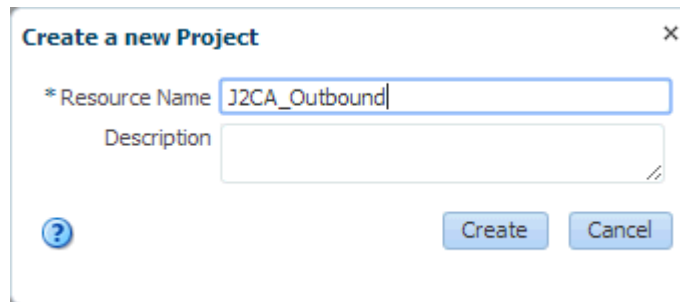 Create a new Project
* Resource Name J2CA_Outbound
Description
? Create Cancel